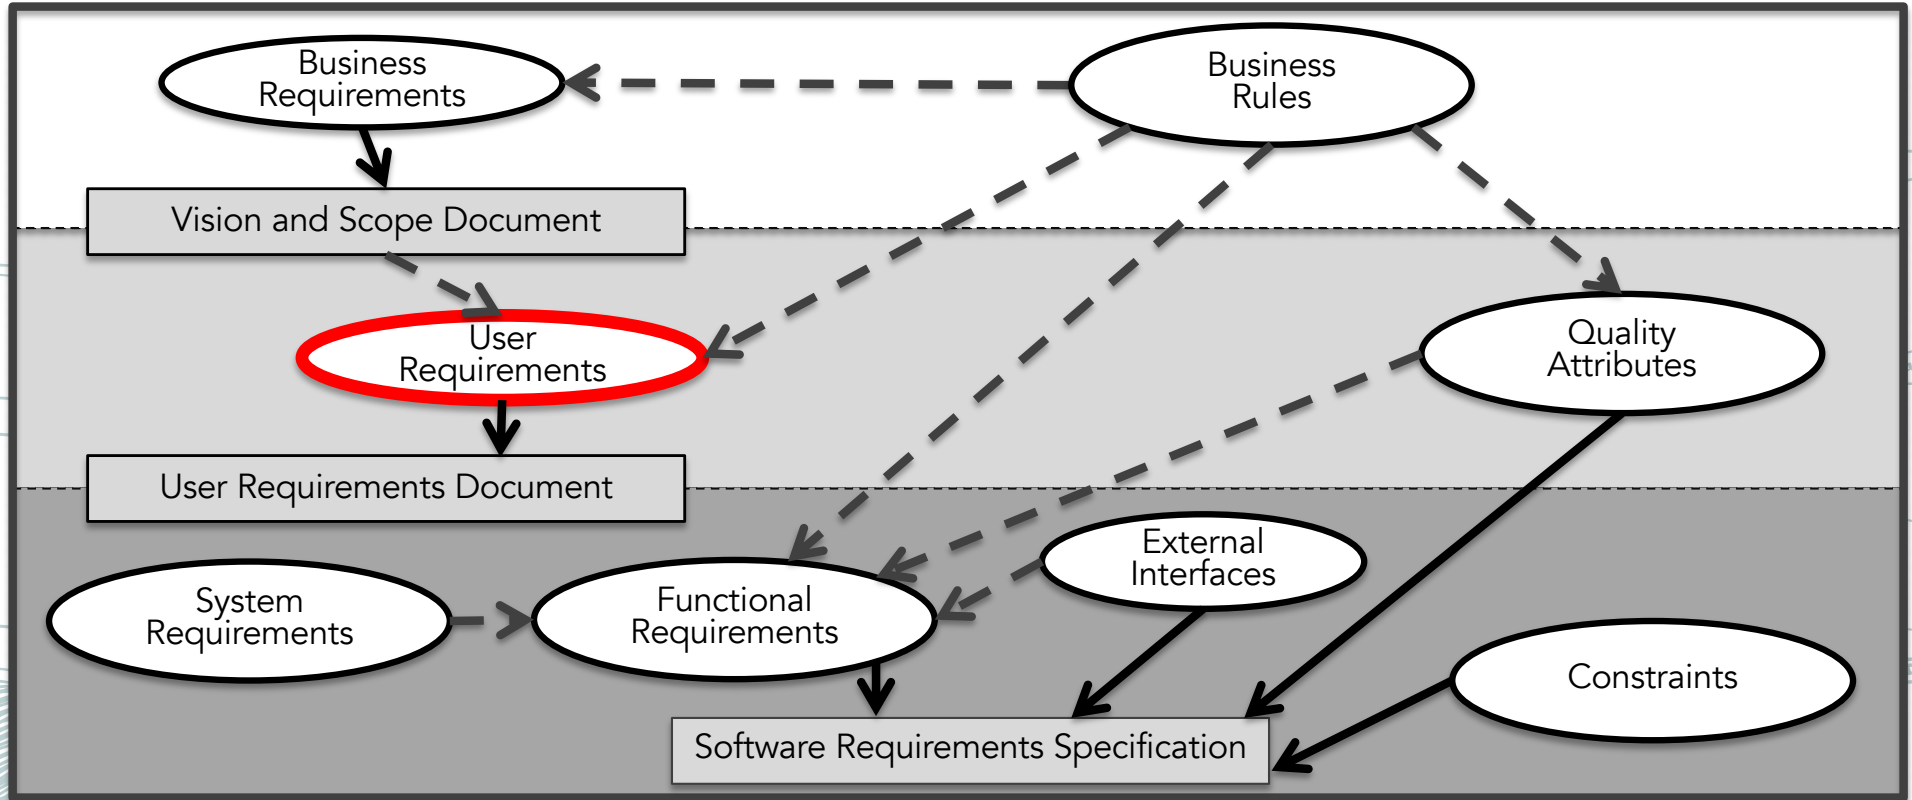 Business
Requirements
Business
Rules
Vision and Scope Document
User
Requirements
Quality
Attributes
User Requirements Document
External
Interfaces
System
Requirements
Functional
Requirements
Constraints
Software Requirements Specification